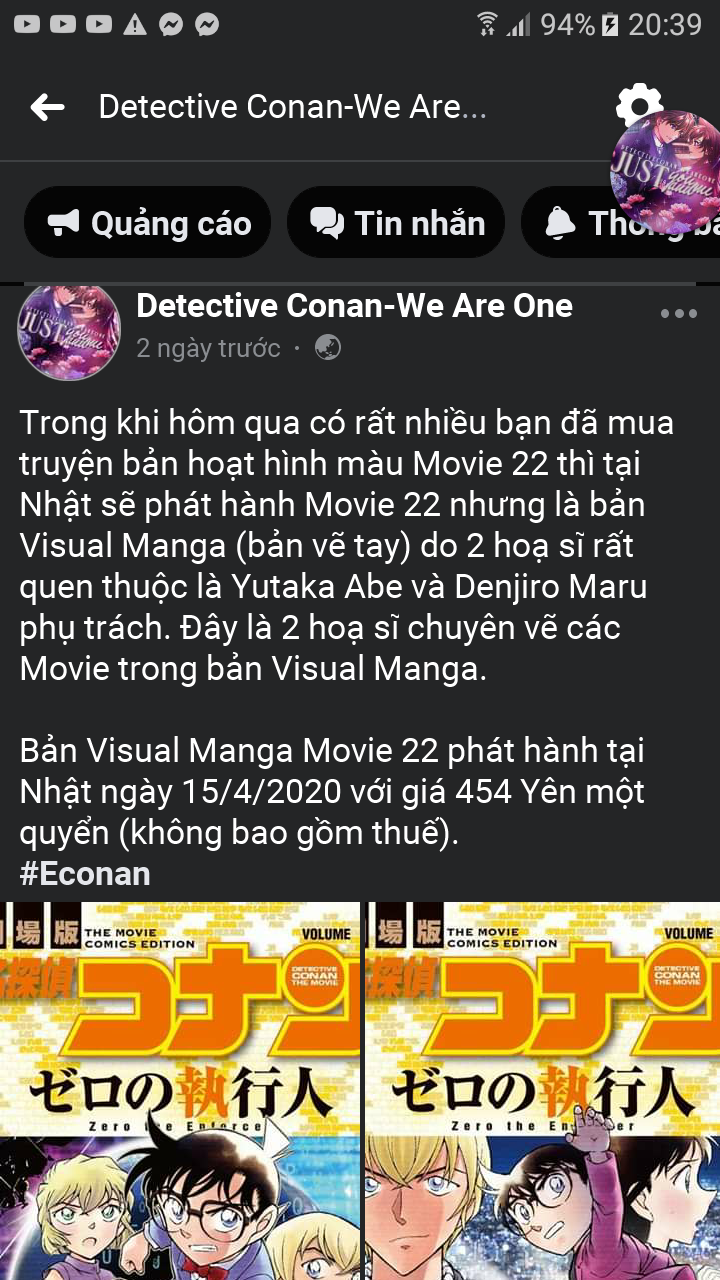 94% 20:39
Detective Conan-We Are...
Quảng cáo
Tin nhắn
JUST
Detective Conan-We Are One
2 ngày trước
Trong khi hôm qua có rất nhiều bạn đã mua
truyện bản hoạt hình màu Movie 22 thì tại
Nhật sẽ phát hành Movie 22 nhưng là bản
Visual Manga (bản vẽ tay) do 2 hoạ sĩ rất
quen thuộc là Yutaka Abe và Denjiro Maru
phụ trách. Đây là 2 hoạ sĩ chuyên vẽ các
Movie trong bản Visual Manga.
Bản Visual Manga Movie 22 phát hành tại
Nhật ngày 15/4/2020 với giá 454 Yên một
quyển (không bao gồm thuế).
#Econan
場版 THE MOVIE
COMICS EDITION
VOLUME
探偵
コナン
DETECTIVE
CONAN
THE MOVIE
ゼロの執行人
Zero the Enforcer
場版 THE MOVIE
COMICS EDITION
VOLUME
探偵
コナン
DETECTIVE
CONAN
THE MOVIE
ゼロの執行人
Zero the